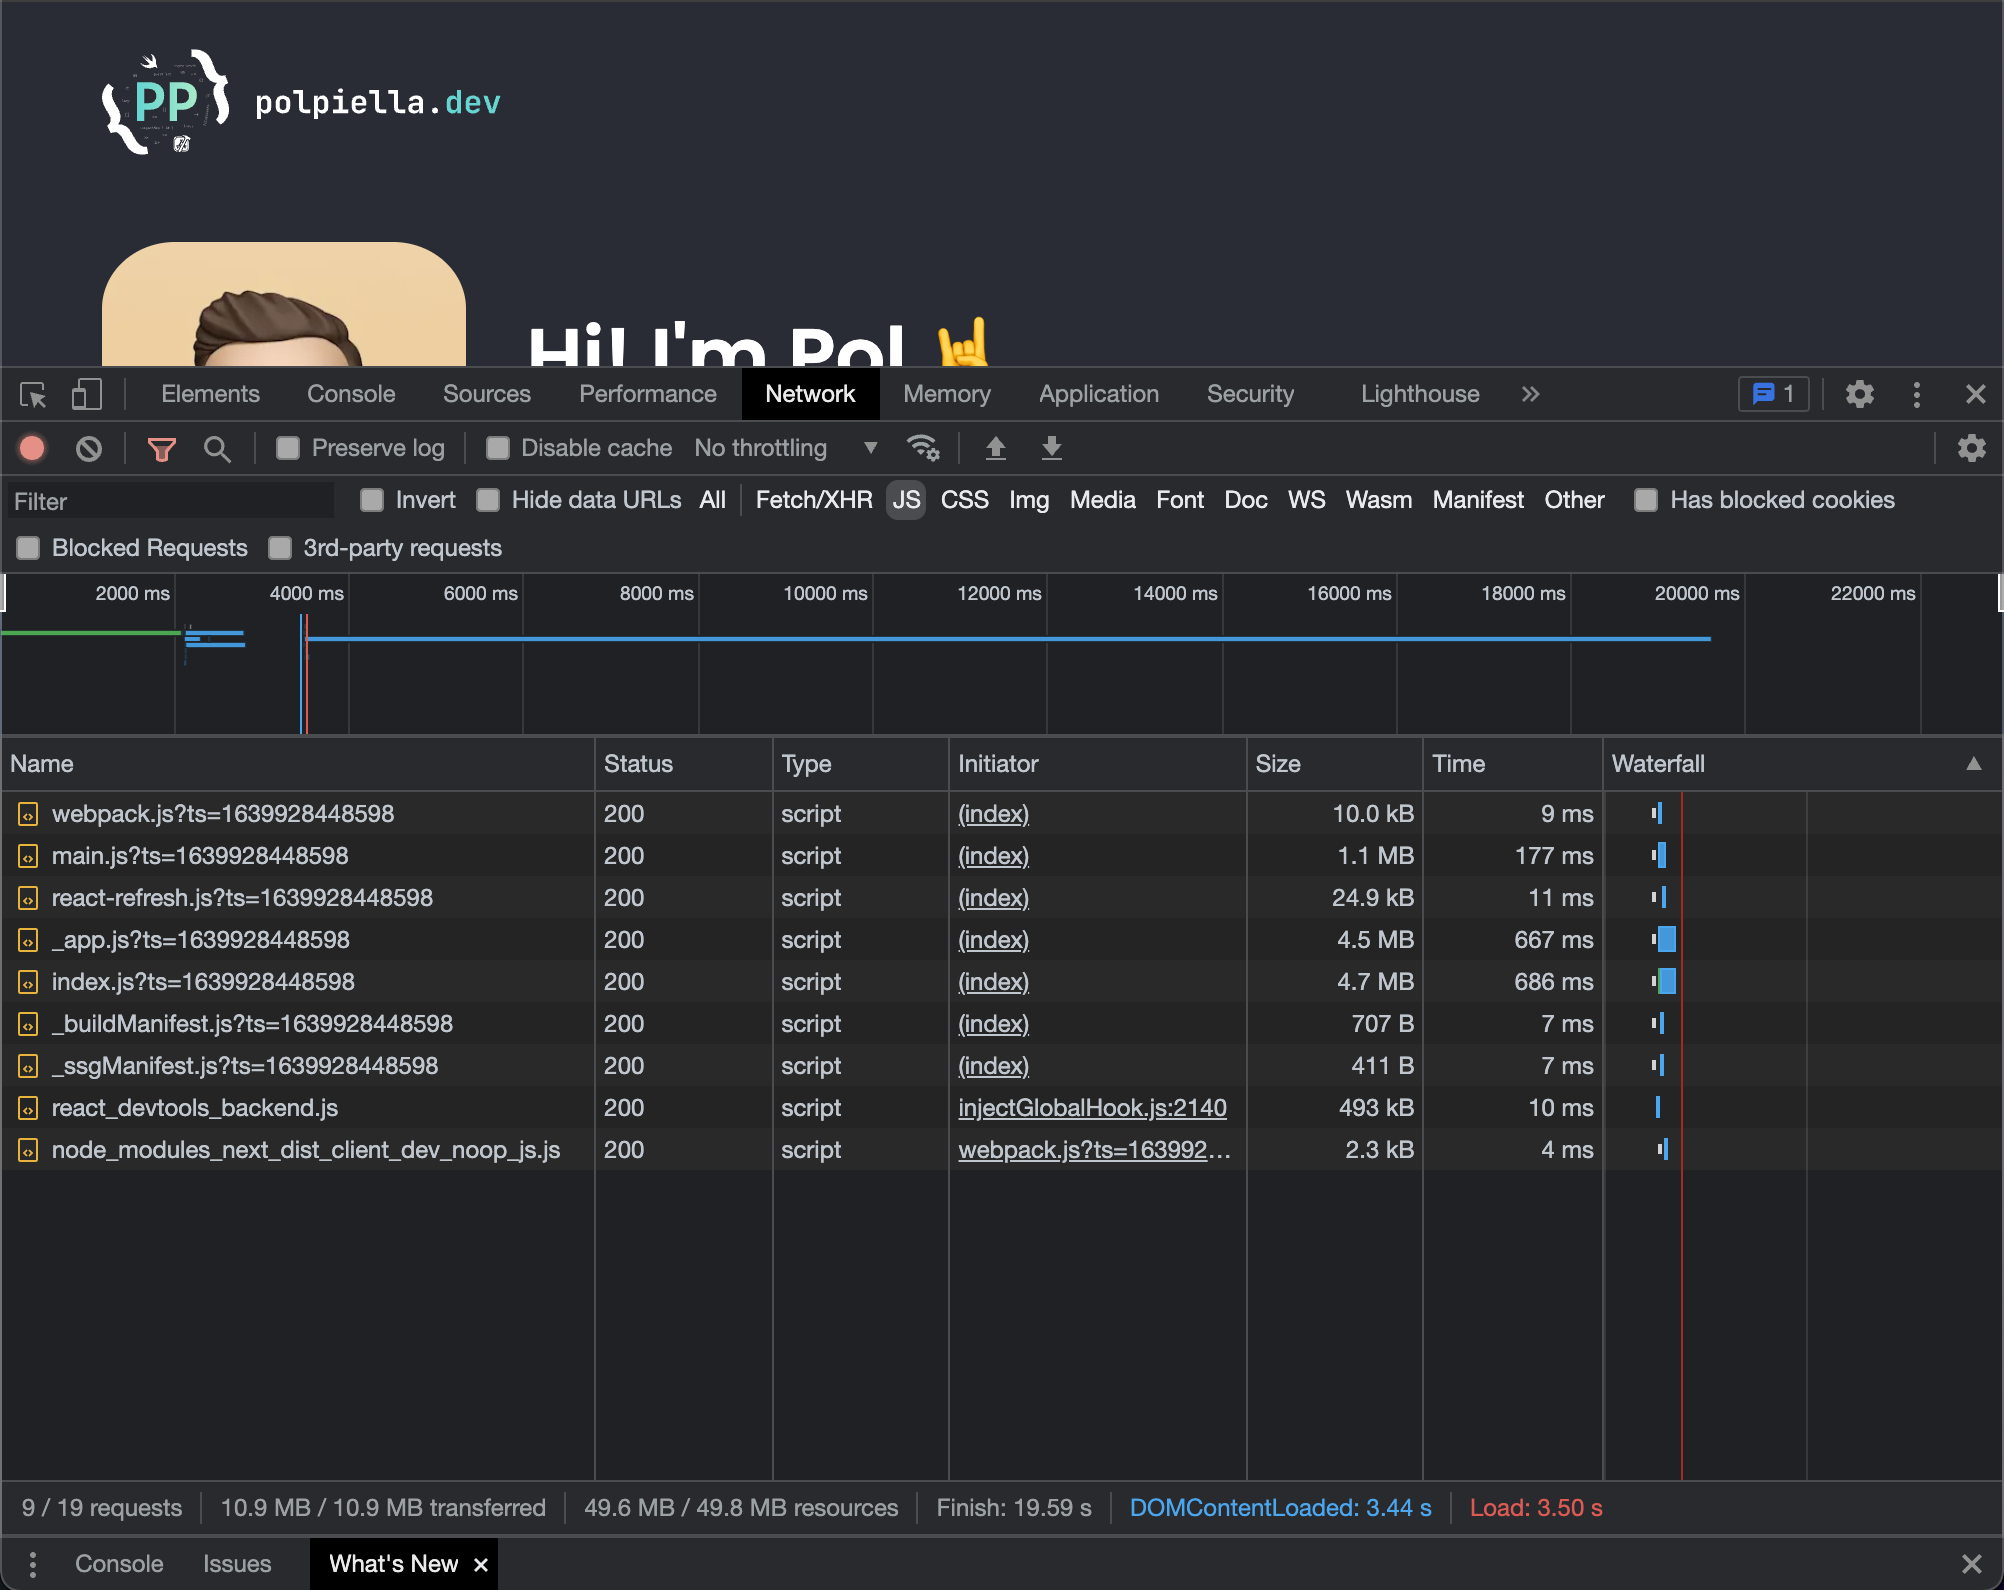 PP
polpiella.dev
Hi! I'm Pol
Elements Console Sources Performance Network Memory Application Security Lighthouse 1
Preserve log Disable cache No throttling
Filter Invert Hide data URLs All Fetch/XHR JS CSS Img Media Font Doc WS Wasm Manifest Other Has blocked cookies
Blocked Requests 3rd-party requests
2000 ms 4000 ms 6000 ms 8000 ms 10000 ms 12000 ms 14000 ms 16000 ms 18000 ms 20000 ms 22000 ms
Name Status Type Initiator Size Time Waterfall
webpack.js?ts=1639928448598 200 script (index) 10.0 kB 9 ms
main.js?ts=1639928448598 200 script (index) 1.1 MB 177 ms
react-refresh.js?ts=1639928448598 200 script (index) 24.9 kB 11 ms
_app.js?ts=1639928448598 200 script (index) 4.5 MB 667 ms
index.js?ts=1639928448598 200 script (index) 4.7 MB 686 ms
_buildManifest.js?ts=1639928448598 200 script (index) 707 B 7 ms
_ssgManifest.js?ts=1639928448598 200 script (index) 411 B 7 ms
react_devtools_backend.js 200 script injectGlobalHook.js:2140 493 kB 10 ms
node_modules_next_dist_client_dev_noop_js.js 200 script webpack.js?ts=163992... 2.3 kB 4 ms
9 / 19 requests 10.9 MB / 10.9 MB transferred 49.6 MB / 49.8 MB resources Finish: 19.59 s DOMContentLoaded: 3.44 s Load: 3.50 s
Console Issues What's New